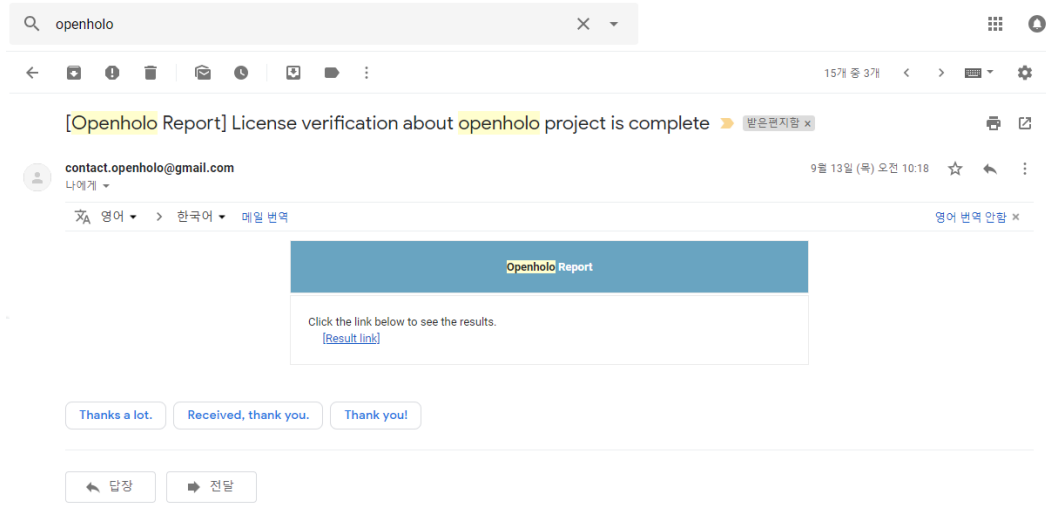 openholo
15개 중 3개
[Openholo Report] License verification about openholo project is complete 받은편지함 ×
contact.openholo@gmail.com
9월 13일 (목) 오전 10:18
나에게
영어 > 한국어 메일 번역
영어 번역 안함 ×
Openholo Report
Click the link below to see the results.
[Result link]
Thanks a lot.
Received, thank you.
Thank you!
답장
전달